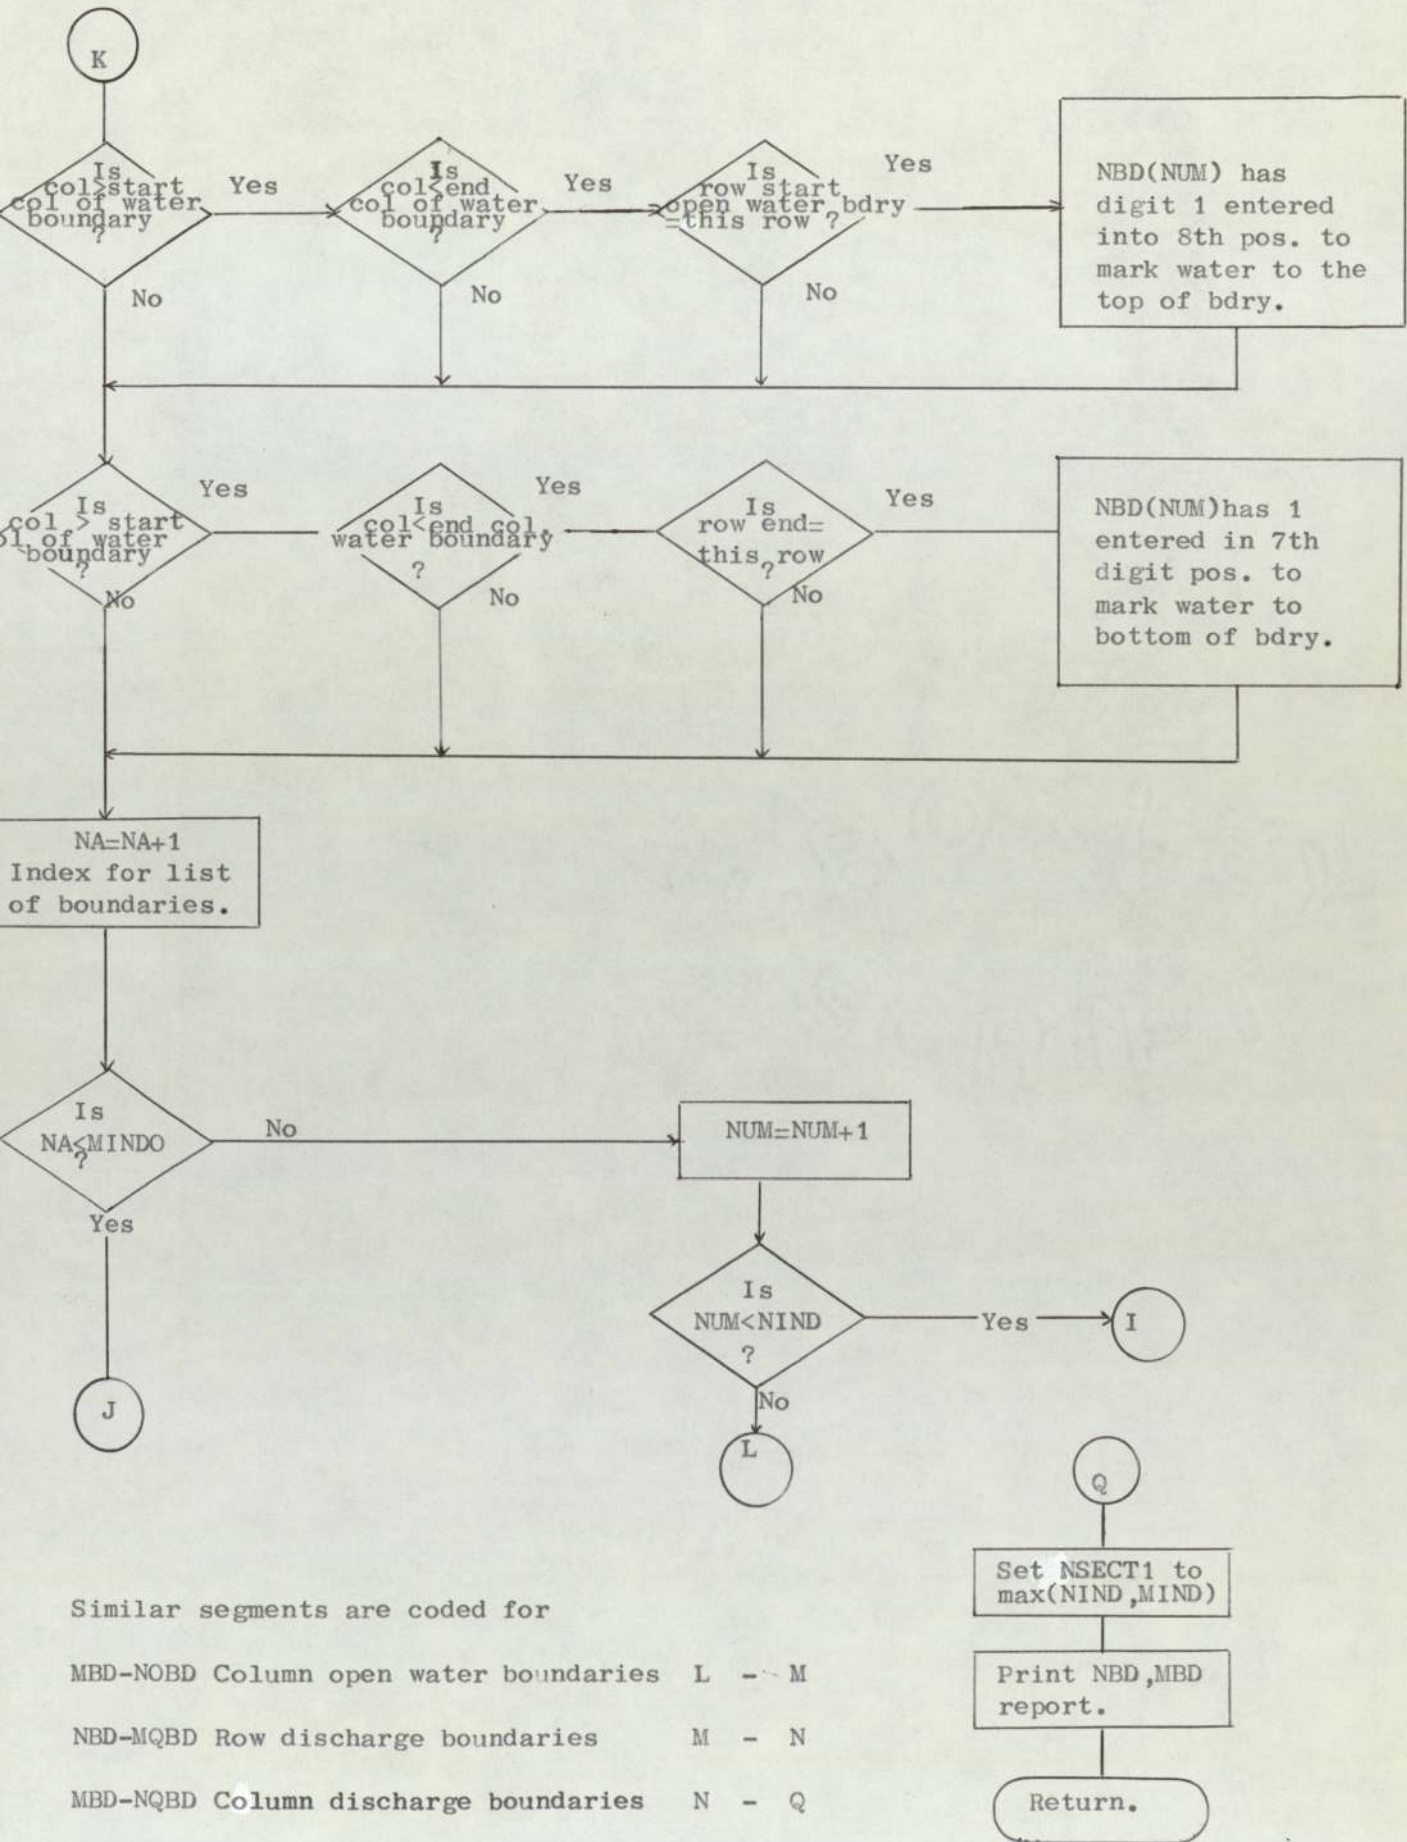 K
Is
col≥start
col of water
boundary
?
Yes
No
Is
col≤end
col of water
boundary
?
Yes
No
Is
row start
open water bdry
=this row ?
Yes
No
NBD(NUM) has
digit 1 entered
into 8th pos. to
mark water to the
top of bdry.
Is
col > start
of water
boundary
?
Yes
No
Is
col<end col.
water boundary
?
Yes
No
Is
row end=
this row
?
Yes
No
NBD(NUM)has 1
entered in 7th
digit pos. to
mark water to
bottom of bdry.
NA=NA+1
Index for list
of boundaries.
Is
NA≤MINDO
?
No
Yes
J
NUM=NUM+1
Is
NUM<NIND
?
Yes
I
No
L
Q
Set NSECT1 to
max(NIND,MIND)
Print NBD,MBD
report.
Return.
Similar segments are coded for
MBD-NOBD Column open water boundaries L - M
NBD-MQBD Row discharge boundaries M - N
MBD-NQBD Column discharge boundaries N - Q